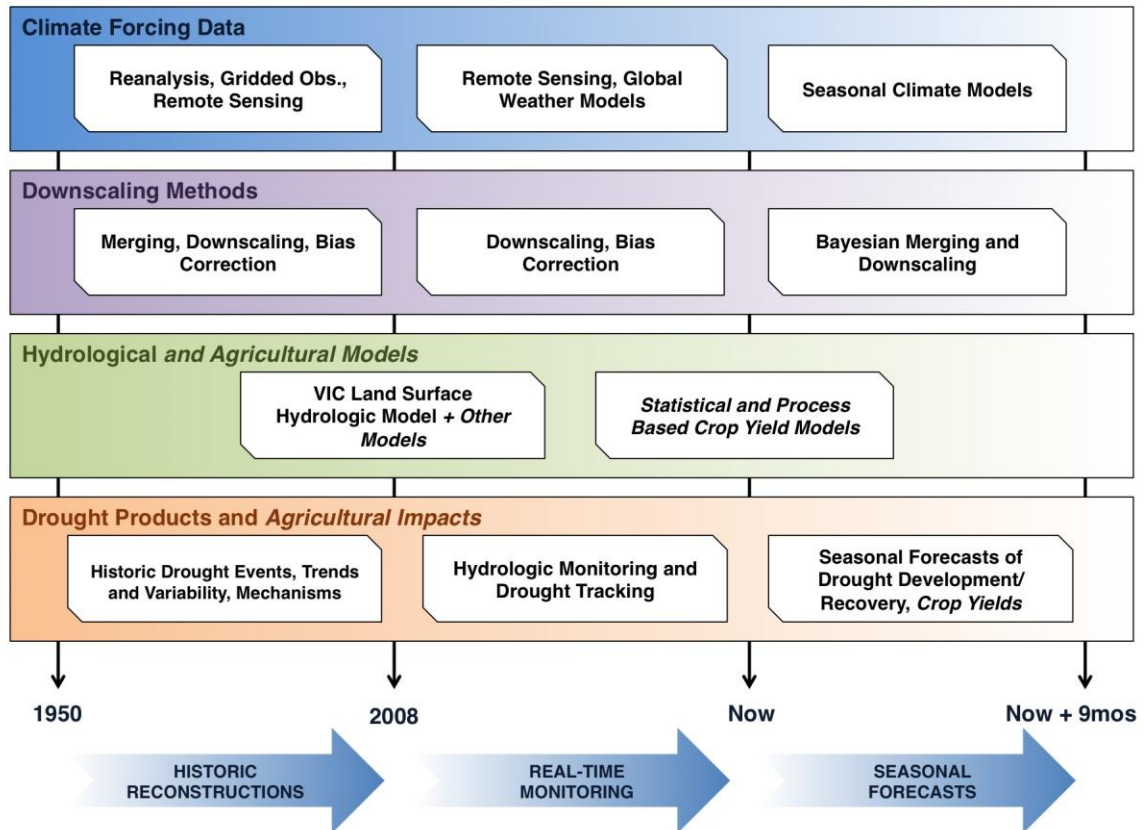 Climate Forcing Data
Reanalysis, Gridded Obs.,
Remote Sensing
Remote Sensing, Global
Weather Models
Seasonal Climate Models
Downscaling Methods
Merging, Downscaling, Bias
Correction
Downscaling, Bias
Correction
Bayesian Merging and
Downscaling
Hydrological and Agricultural Models
VIC Land Surface
Hydrologic Model + Other
Models
Statistical and Process
Based Crop Yield Models
Drought Products and Agricultural Impacts
Historic Drought Events, Trends
and Variability, Mechanisms
Hydrologic Monitoring and
Drought Tracking
Seasonal Forecasts of
Drought Development/
Recovery, Crop Yields
1950
2008
Now
Now + 9mos
HISTORIC
RECONSTRUCTIONS
REAL-TIME
MONITORING
SEASONAL
FORECASTS